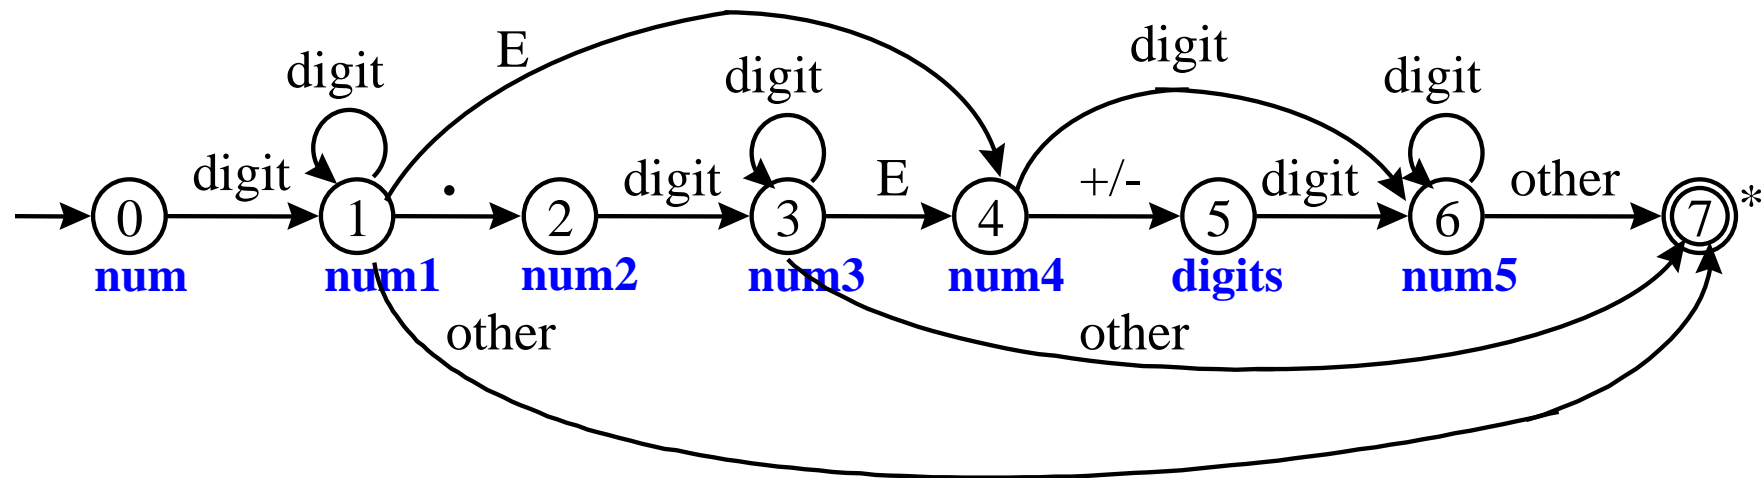 E
digit
digit
digit
digit
digit
.
digit
E
+/-
digit
other
0
1
2
3
4
5
6
7
*
num
num1
num2
num3
num4
digits
num5
other
other